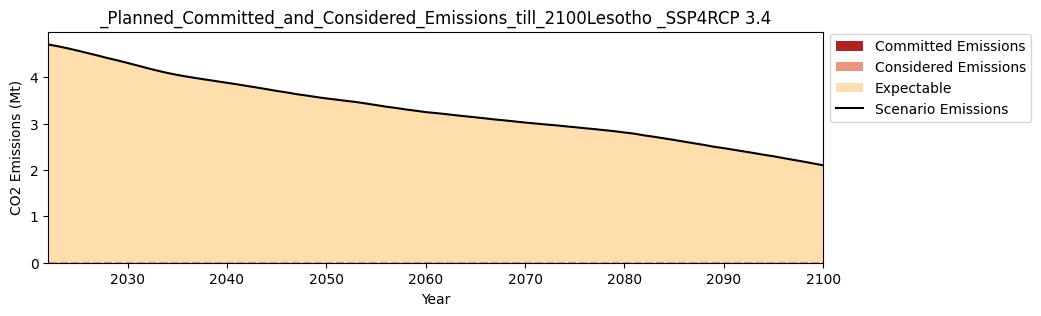 _Planned_Committed_and_Considered_Emissions_till_2100Lesotho _SSP4RCP 3.4
Committed Emissions
Considered Emissions
Expectable
Scenario Emissions
CO2 Emissions (Mt)
4
3
2
1
0
2030 2040 2050 2060 2070 2080 2090 2100
Year